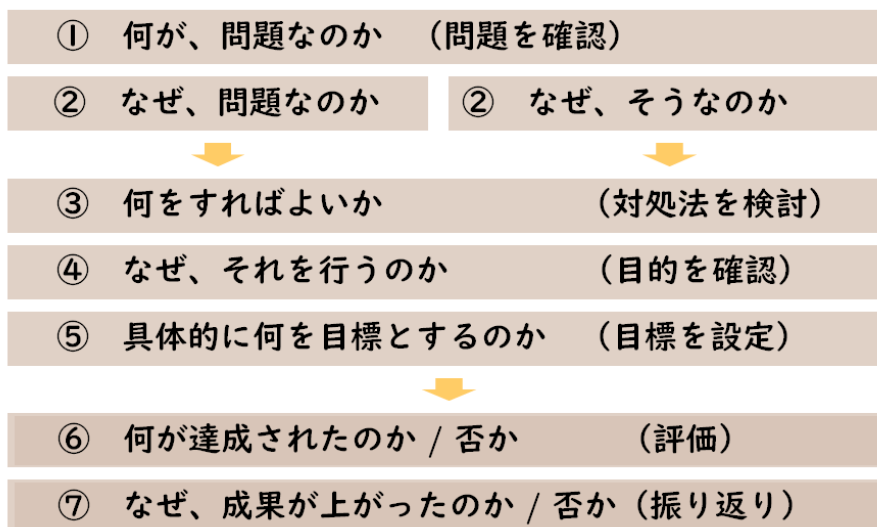 ① 何が、問題なのか （問題を確認）
② なぜ、問題なのか
② なぜ、そうなのか
③ 何をすればよいか （対処法を検討）
④ なぜ、それを行うのか （目的を確認）
⑤ 具体的に何を目標とするのか （目標を設定）
⑥ 何が達成されたのか / 否か （評価）
⑦ なぜ、成果が上がったのか / 否か（振り返り）